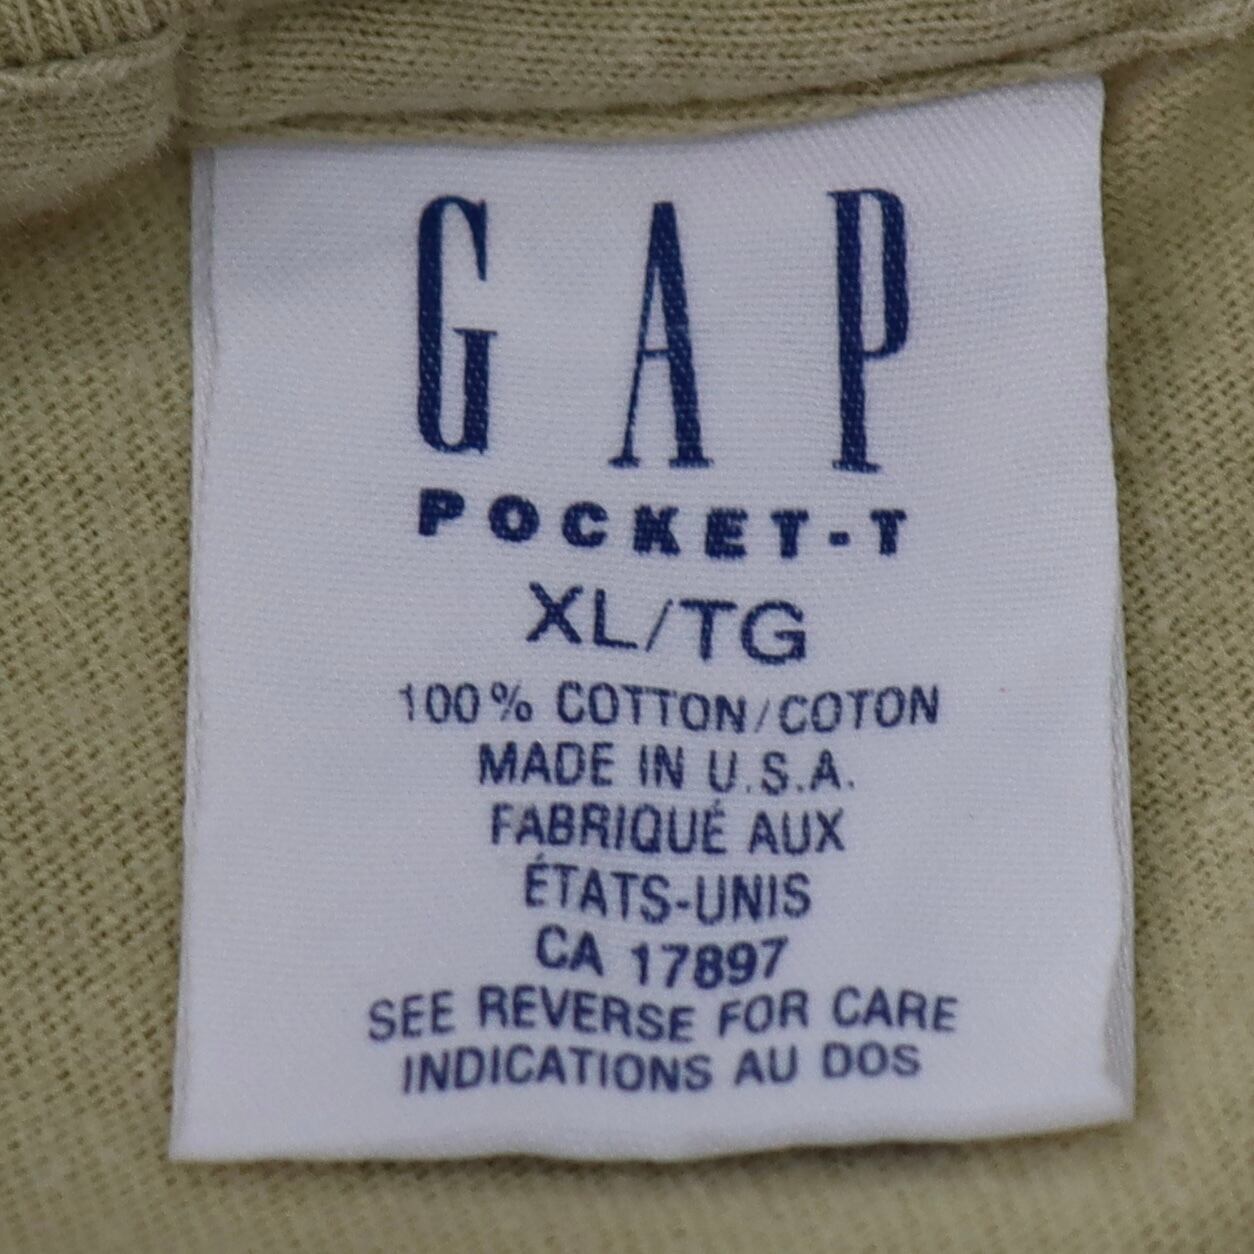 GAP
POCKET-T
XL/TG
100% COTTON/COTON
MADE IN U.S.A.
FABRIQUÉ AUX
ÉTATS-UNIS
CA 17897
SEE REVERSE FOR CARE
INDICATIONS AU DOS